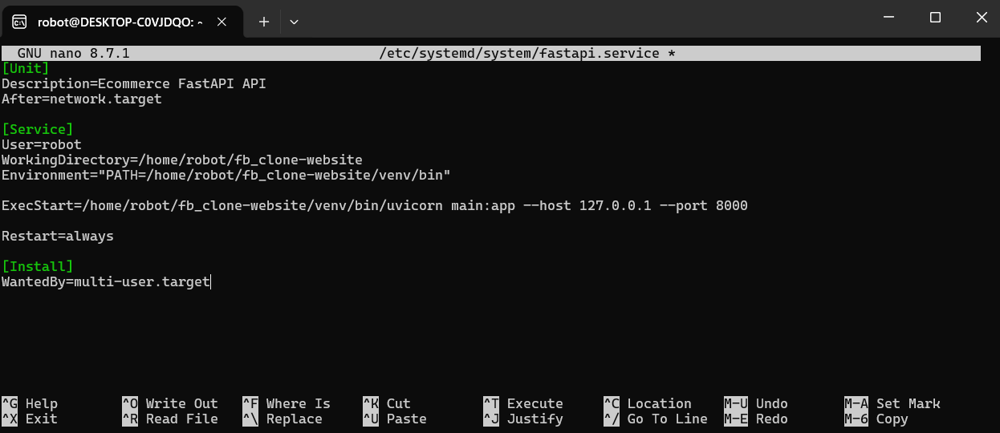 robot@DESKTOP-C0VJDQO: ~
GNU nano 8.7.1 /etc/systemd/system/fastapi.service *
[Unit]
Description=Ecommerce FastAPI API
After=network.target
[Service]
User=robot
WorkingDirectory=/home/robot/fb_clone-website
Environment="PATH=/home/robot/fb_clone-website/venv/bin"
ExecStart=/home/robot/fb_clone-website/venv/bin/uvicorn main:app --host 127.0.0.1 --port 8000
Restart=always
[Install]
WantedBy=multi-user.target
^G Help ^O Write Out ^F Where Is ^K Cut ^T Execute ^C Location M-U Undo M-A Set Mark
^X Exit ^R Read File ^\ Replace ^U Paste ^J Justify ^/ Go To Line M-E Redo M-6 Copy